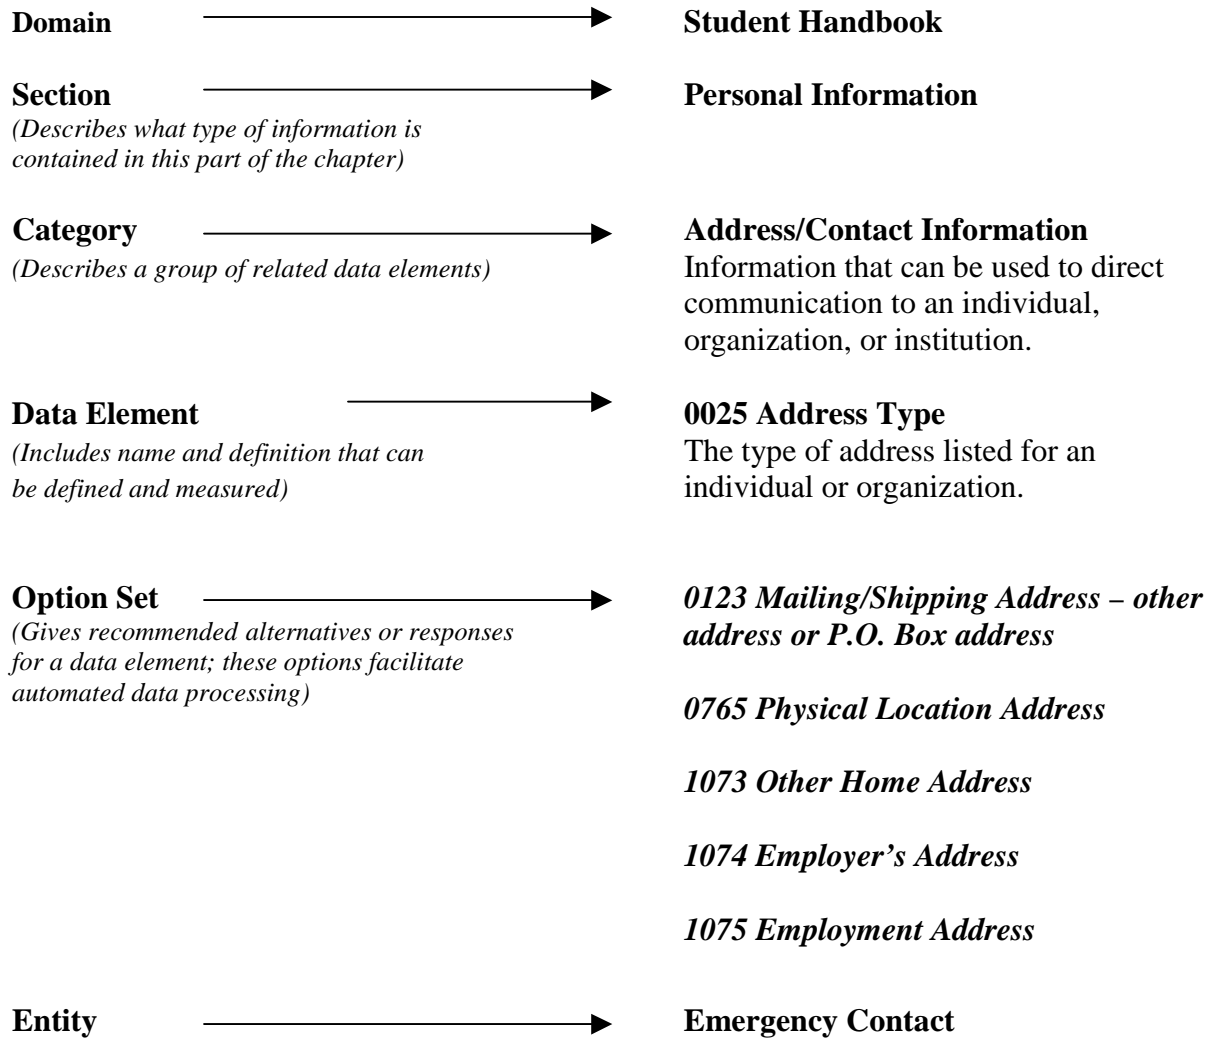 Domain
Student Handbook
Section
Personal Information
(Describes what type of information is
contained in this part of the chapter)
Category
Address/Contact Information
(Describes a group of related data elements)
Information that can be used to direct
communication to an individual,
organization, or institution.
Data Element
0025 Address Type
(Includes name and definition that can
be defined and measured)
The type of address listed for an
individual or organization.
Option Set
(Gives recommended alternatives or responses
for a data element; these options facilitate
automated data processing)
0123 Mailing/Shipping Address – other
address or P.O. Box address
0765 Physical Location Address
1073 Other Home Address
1074 Employer’s Address
1075 Employment Address
Entity
Emergency Contact